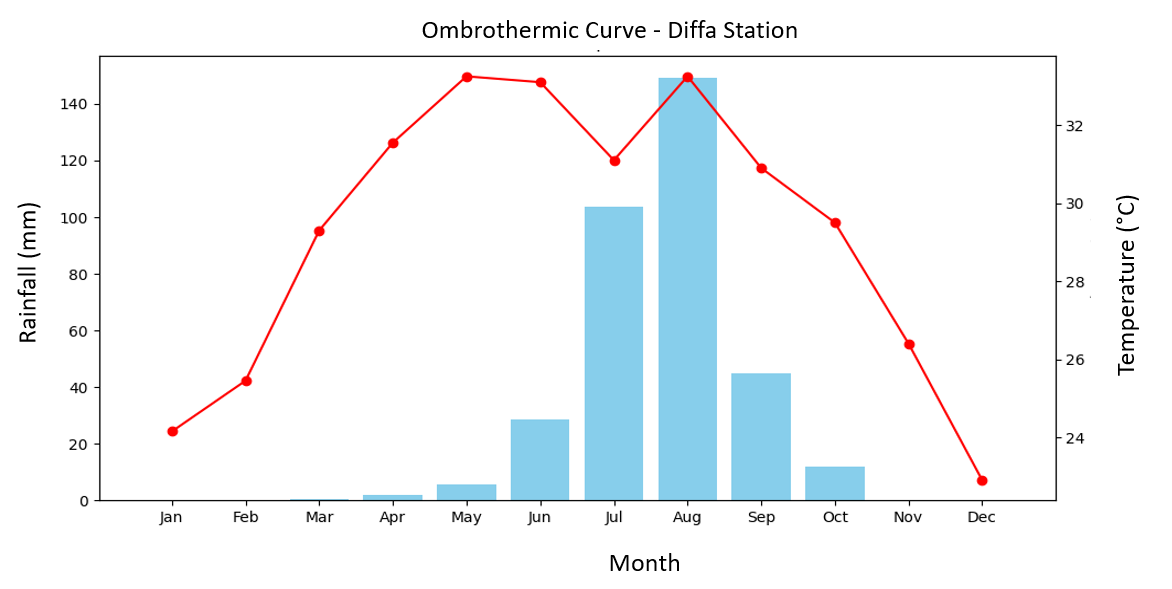 Ombrothermic Curve - Diffa Station
Rainfall (mm)
140
120
100
80
60
40
20
0
32
30
28
26
24
Temperature (°C)
Jan Feb Mar Apr May Jun Jul Aug Sep Oct Nov Dec
Month